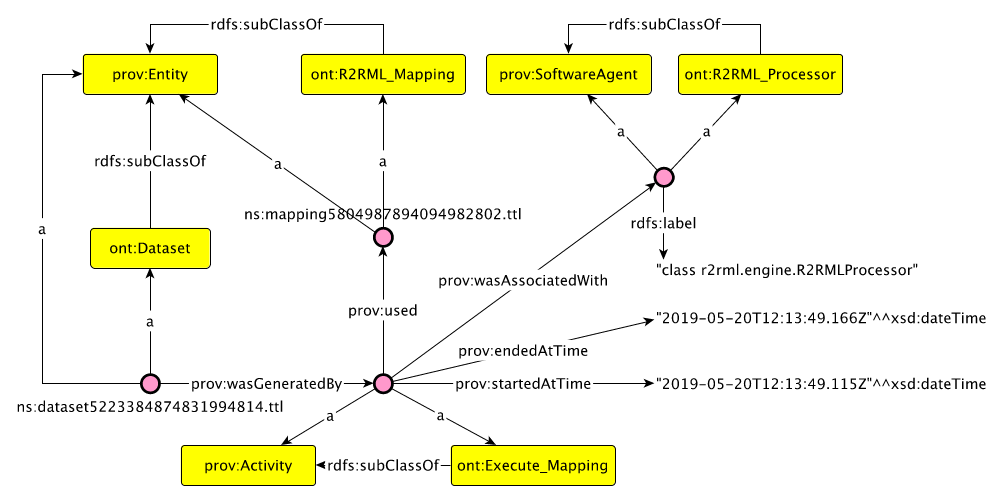 rdfs:subClassOf
rdfs:subClassOf
prov:Entity
ont:R2RML_Mapping
prov:SoftwareAgent
ont:R2RML_Processor
a
a
a
a
rdfs:subClassOf
ns:mapping5804987894094982802.ttl
rdfs:label
a
ont:Dataset
"class r2rml.engine.R2RMLProcessor"
prov:wasAssociatedWith
prov:used
"2019-05-20T12:13:49.166Z"^^xsd:dateTime
a
prov:endedAtTime
prov:wasGeneratedBy
prov:startedAtTime
"2019-05-20T12:13:49.115Z"^^xsd:dateTime
ns:dataset5223384874831994814.ttl
a
a
prov:Activity
rdfs:subClassOf
ont:Execute_Mapping